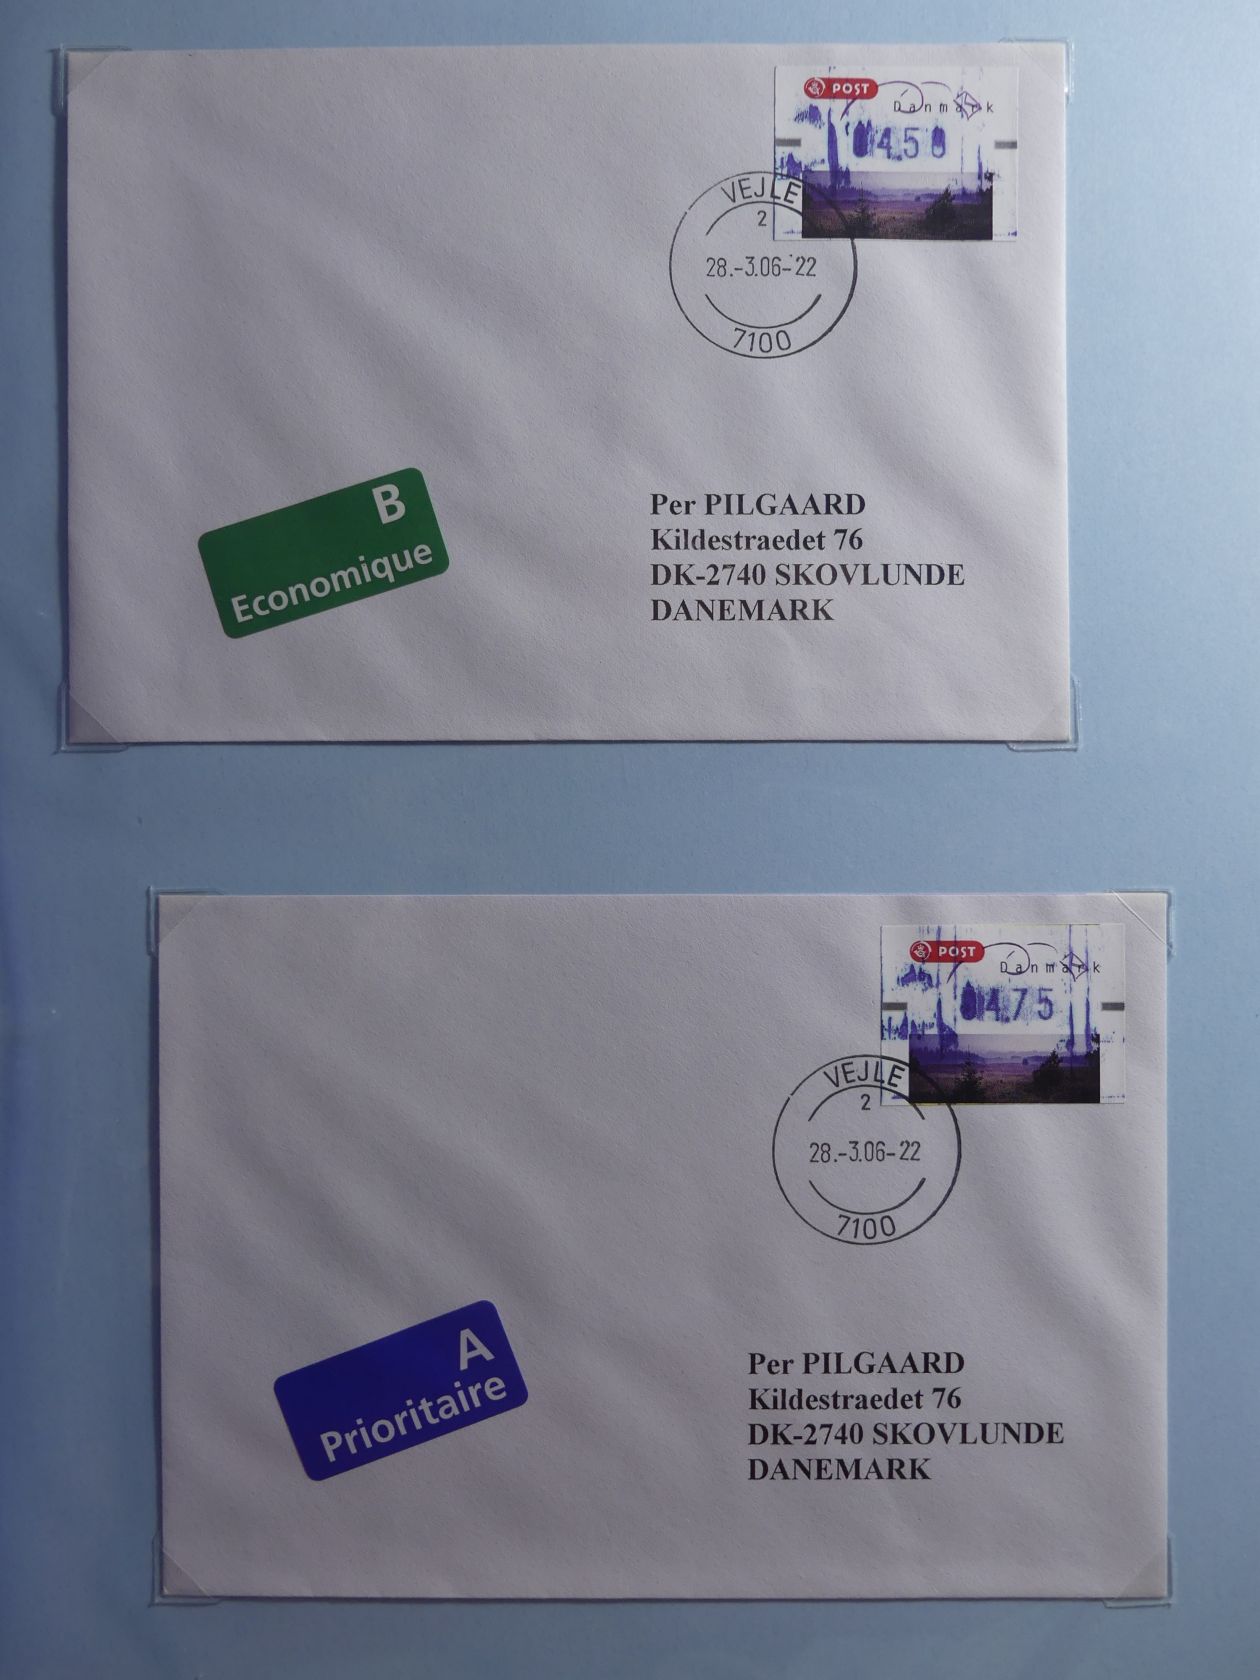 POST
Danmark
04.50
VEJLE
2
28.-3.06-22
7100
B
Economique
Per PILGAARD
Kildestraedet 76
DK-2740 SKOVLUNDE
DANEMARK
POST
Danmark
04.75
VEJLE
2
28.-3.06-22
7100
A
Prioritaire
Per PILGAARD
Kildestraedet 76
DK-2740 SKOVLUNDE
DANEMARK